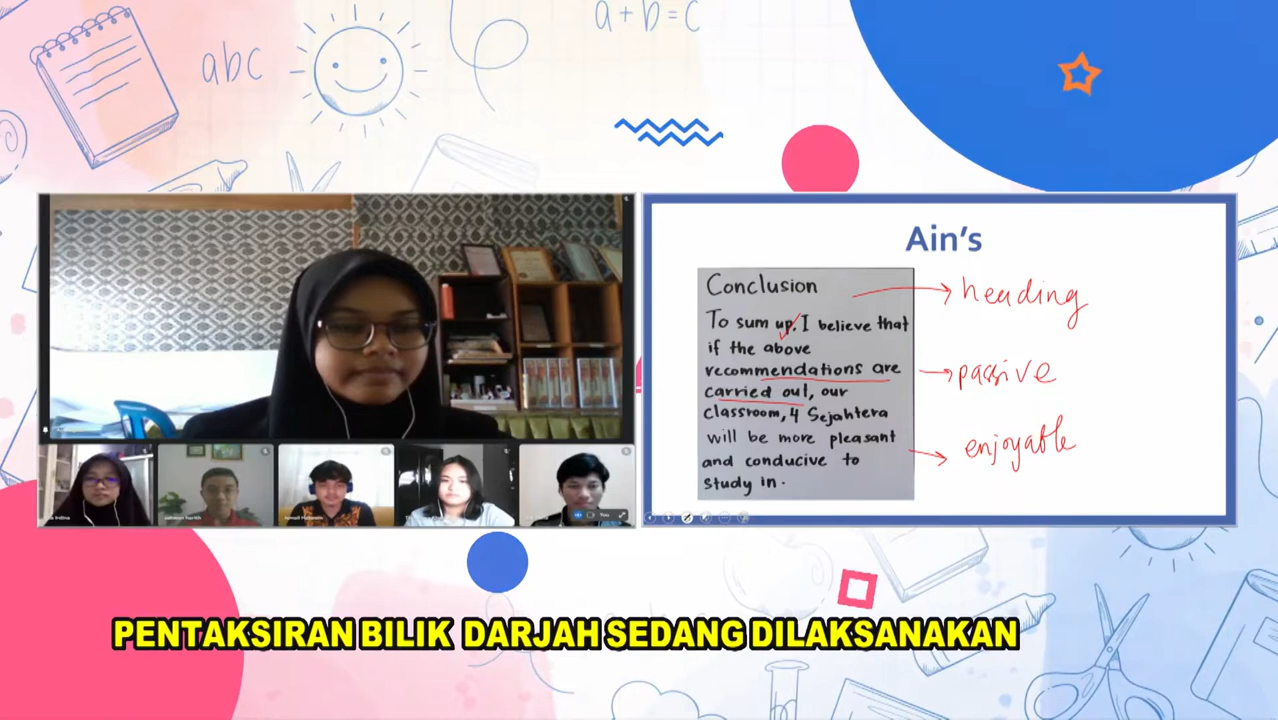 a + b = c
abc
Ain's
Conclusion
heading
To sum up, I believe that
if the above
recommendations are
passive
carried out, our
classroom, 4 Sejahtera
will be more pleasant
enjoyable
and conducive to
study in.
You
PENTAKSIRAN BILIK DARJAH SEDANG DILAKSANAKAN